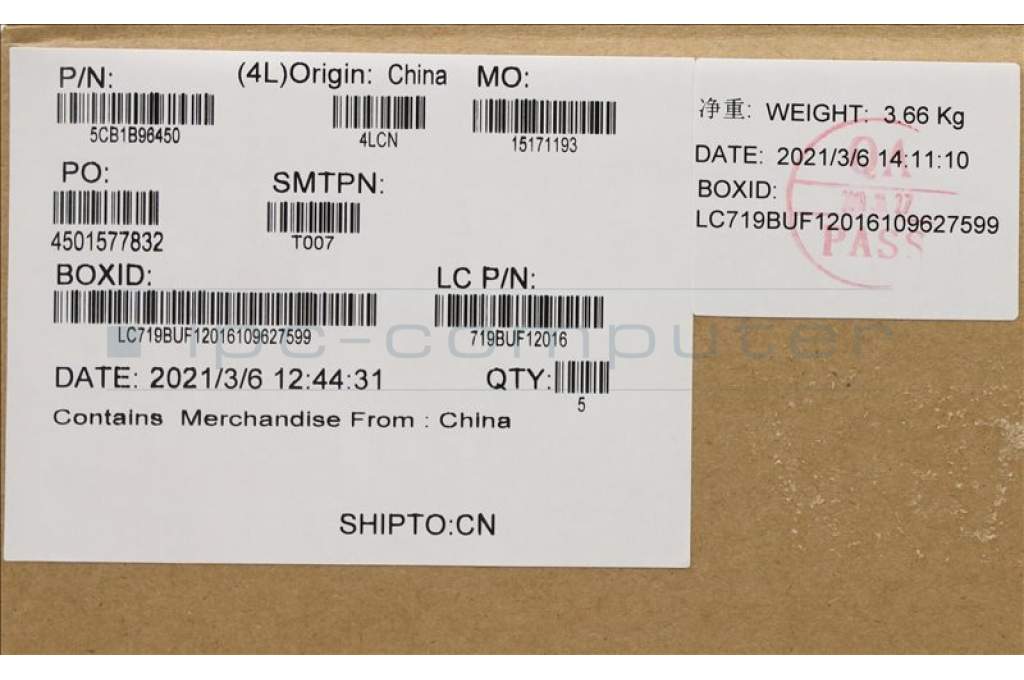 P/N:
(4L)Origin: China
MO:
5CB1B96450
4LCN
15171193
PO:
SMTPN:
4501577832
T007
BOXID:
LC P/N:
LC719BUF12016109627599
719BUF12016
DATE: 2021/3/6 12:44:31
QTY:
5
Contains Merchandise From : China
SHIPTO:CN
净重: WEIGHT: 3.66 Kg
DATE: 2021/3/6 14:11:10
BOXID:
LC719BUF12016109627599
QA
PASS
ipc-computer